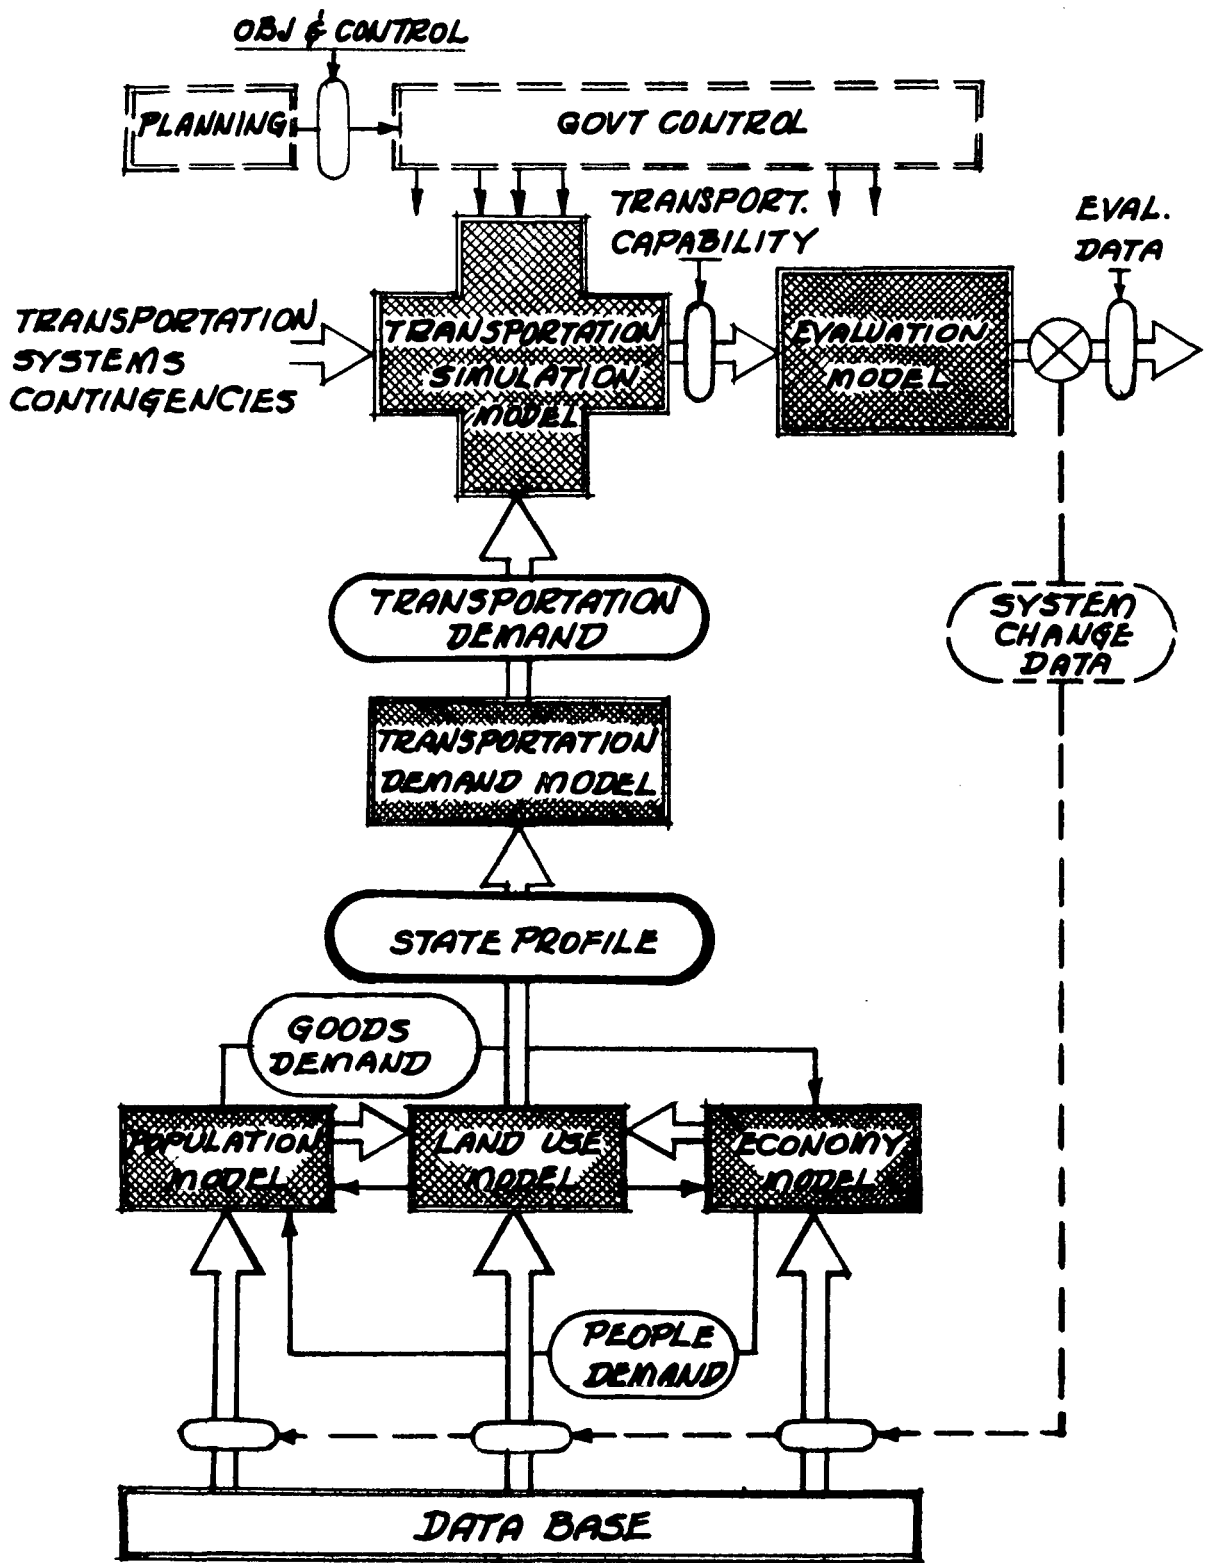 OBJ & CONTROL
PLANNING
GOVT CONTROL
TRANSPORT.
CAPABILITY
EVAL.
DATA
TRANSPORTATION
SYSTEMS
CONTINGENCIES
TRANSPORTATION
SIMULATION
MODEL
EVALUATION
MODEL
TRANSPORTATION
DEMAND
SYSTEM
CHANGE
DATA
TRANSPORTATION
DEMAND MODEL
STATE PROFILE
GOODS
DEMAND
POPULATION
MODEL
LAND USE
MODEL
ECONOMY
MODEL
PEOPLE
DEMAND
DATA BASE